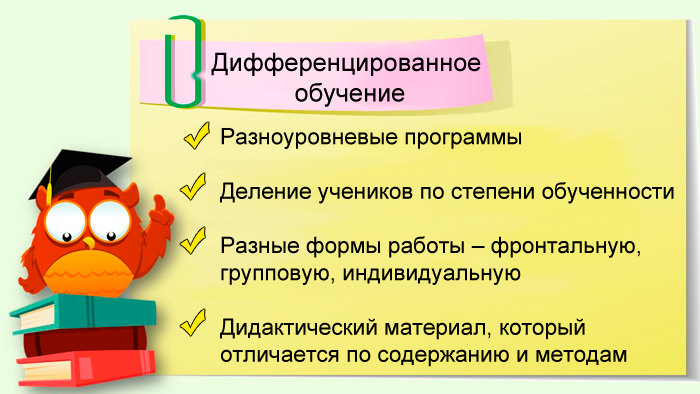 Дифференцированное
обучение
Разноуровневые программы
Деление учеников по степени обученности
Разные формы работы – фронтальную,
групповую, индивидуальную
Дидактический материал, который
отличается по содержанию и методам